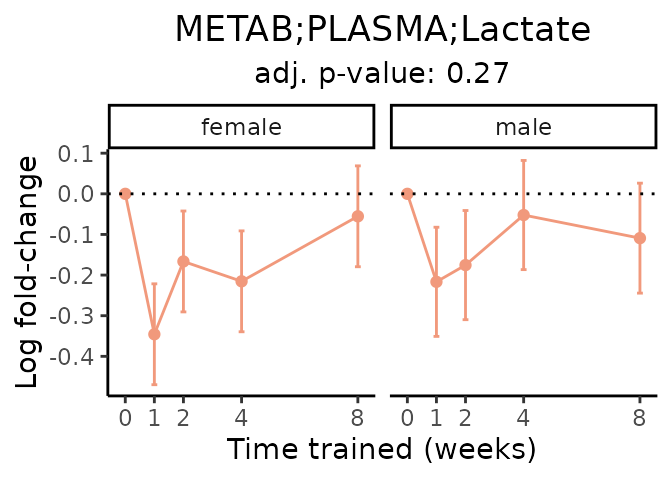 METAB;PLASMA;Lactate
adj. p-value: 0.27
female male
Log fold-change
0.1
0.0
-0.1
-0.2
-0.3
-0.4
0 1 2 4 8 0 1 2 4 8
Time trained (weeks)